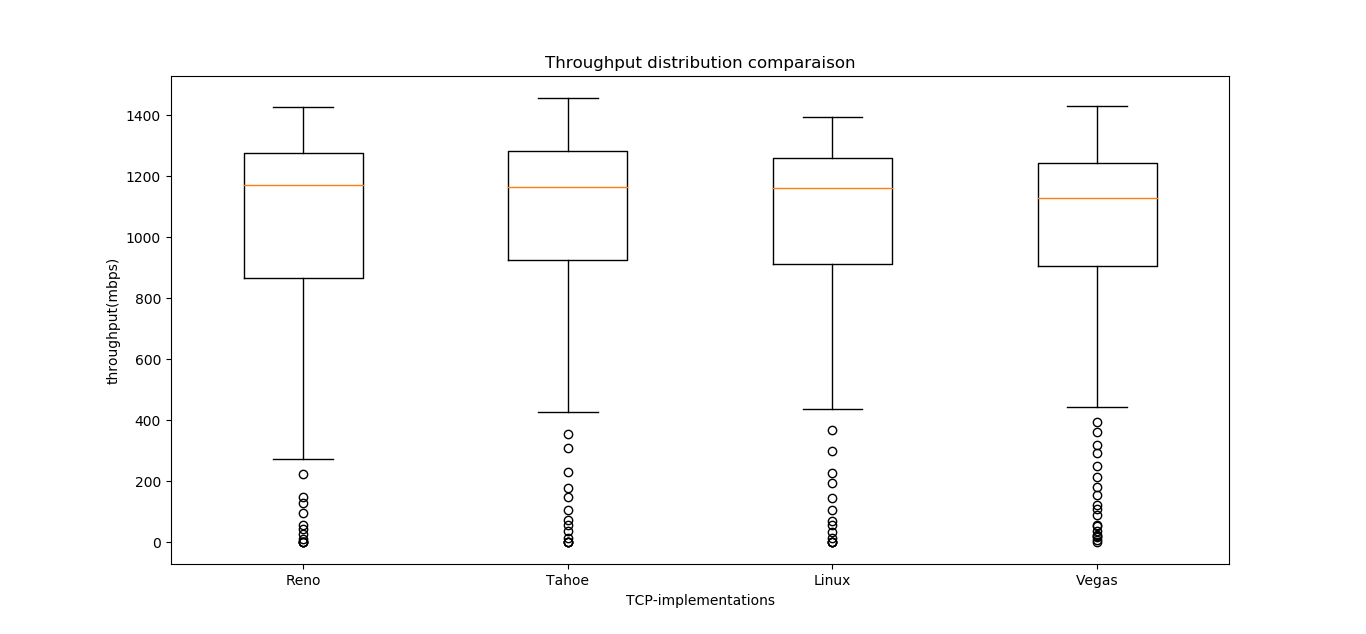 Throughput distribution comparaison
1400
1200
1000
800
600
400
200
0
throughput(mbps)
Reno Tahoe Linux Vegas
TCP-implementations